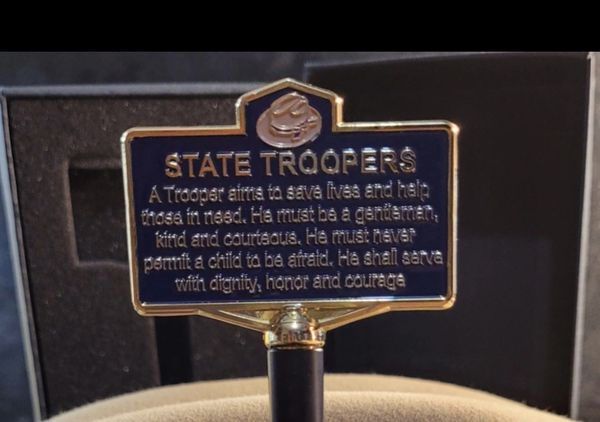 STATE TROOPERS
A Trooper aims to save lives and help
those in need. He must be a gentleman,
kind and courteous. He must never
permit a child to be afraid. He shall serve
with dignity, honor and courage